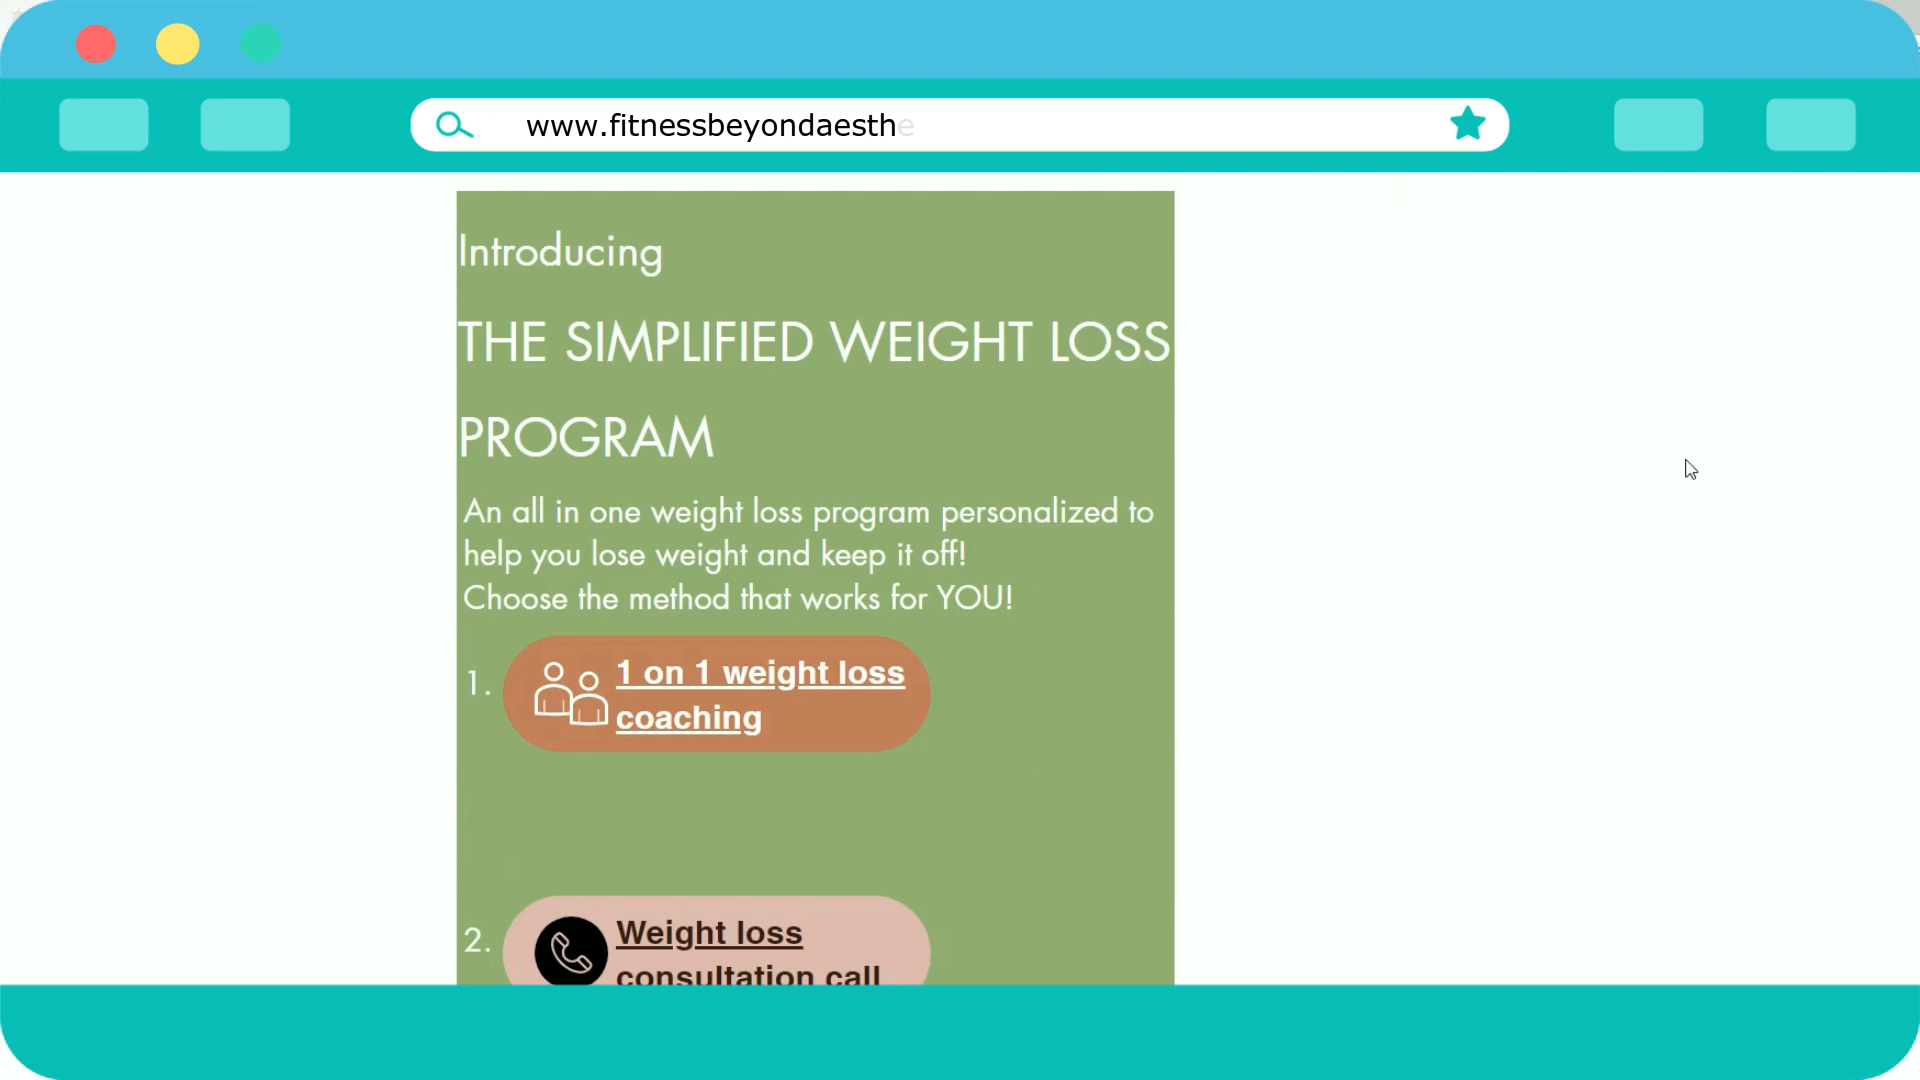 www.fitnessbeyondaesthe
Introducing
THE SIMPLIFIED WEIGHT LOSS
PROGRAM
An all in one weight loss program personalized to
help you lose weight and keep it off!
Choose the method that works for YOU!
1. 1 on 1 weight loss
coaching
2. Weight loss
consultation call